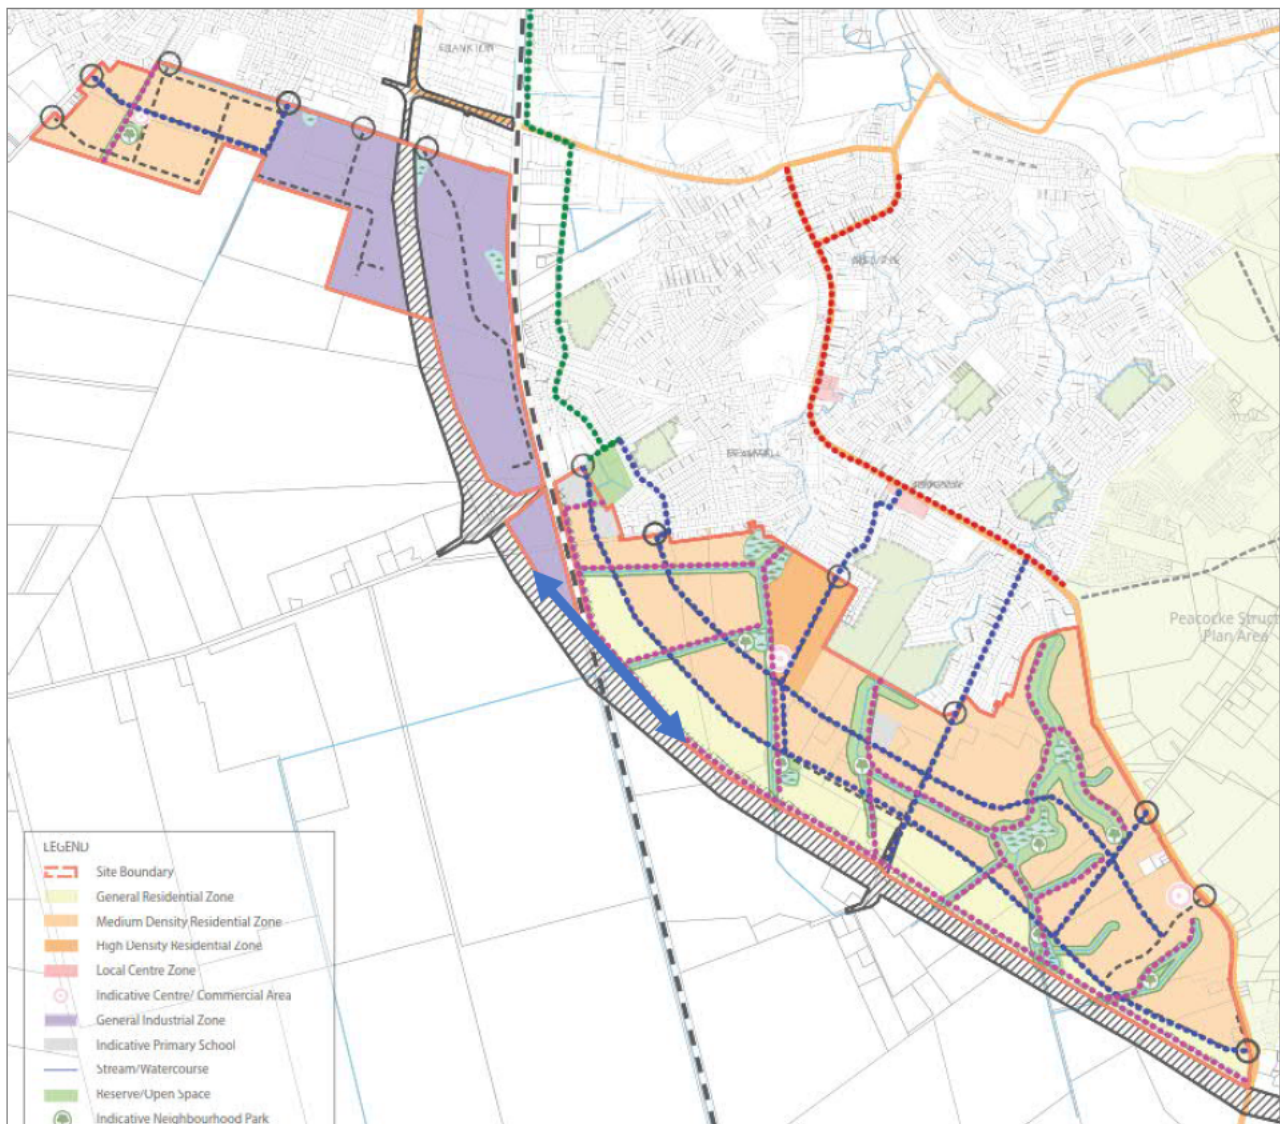 FRANKTON
Peacocke Struct
Plan Area
LEGEND
Site Boundary
General Residential Zone
Medium Density Residential Zone
High Density Residential Zone
Local Centre Zone
Indicative Centre/ Commercial Area
General Industrial Zone
Indicative Primary School
Stream/Watercourse
Reserve/Open Space
Indicative Neighbourhood Park